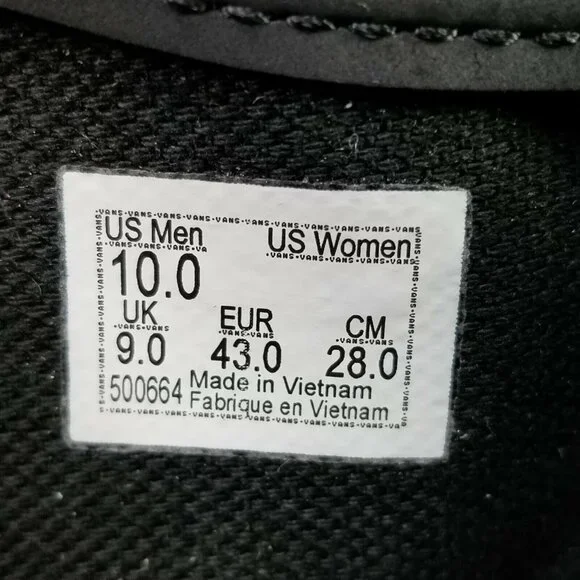 US Men US Women
10.0
UK EUR CM
9.0 43.0 28.0
500664 Made in Vietnam
Fabrique en Vietnam